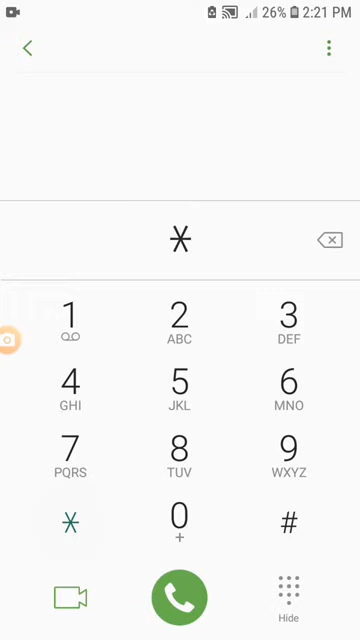 26% 2:21 PM
*
1 2 3
ABC DEF
4 5 6
GHI JKL MNO
7 8 9
PQRS TUV WXYZ
* 0 #
+
Hide